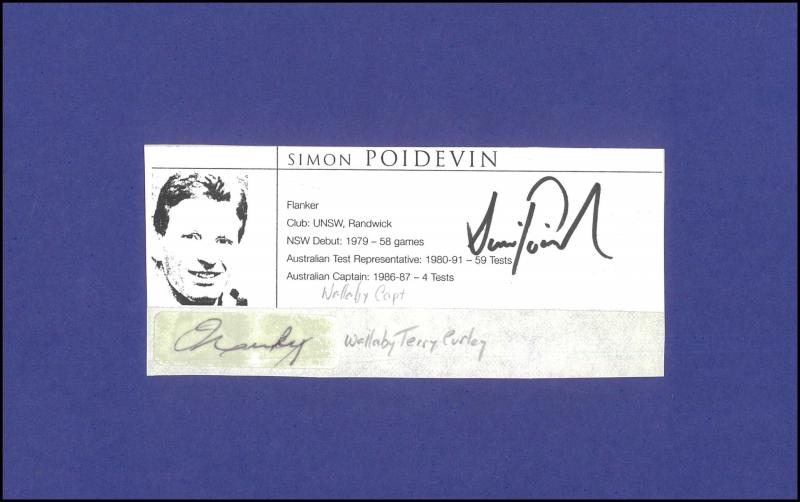 SIMON POIDEVIN
Flanker
Club: UNSW, Randwick
NSW Debut: 1979 – 58 games
Australian Test Representative: 1980-91 – 59 Tests
Australian Captain: 1986-87 – 4 Tests
Wallaby Capt
Wallaby Terry Curley